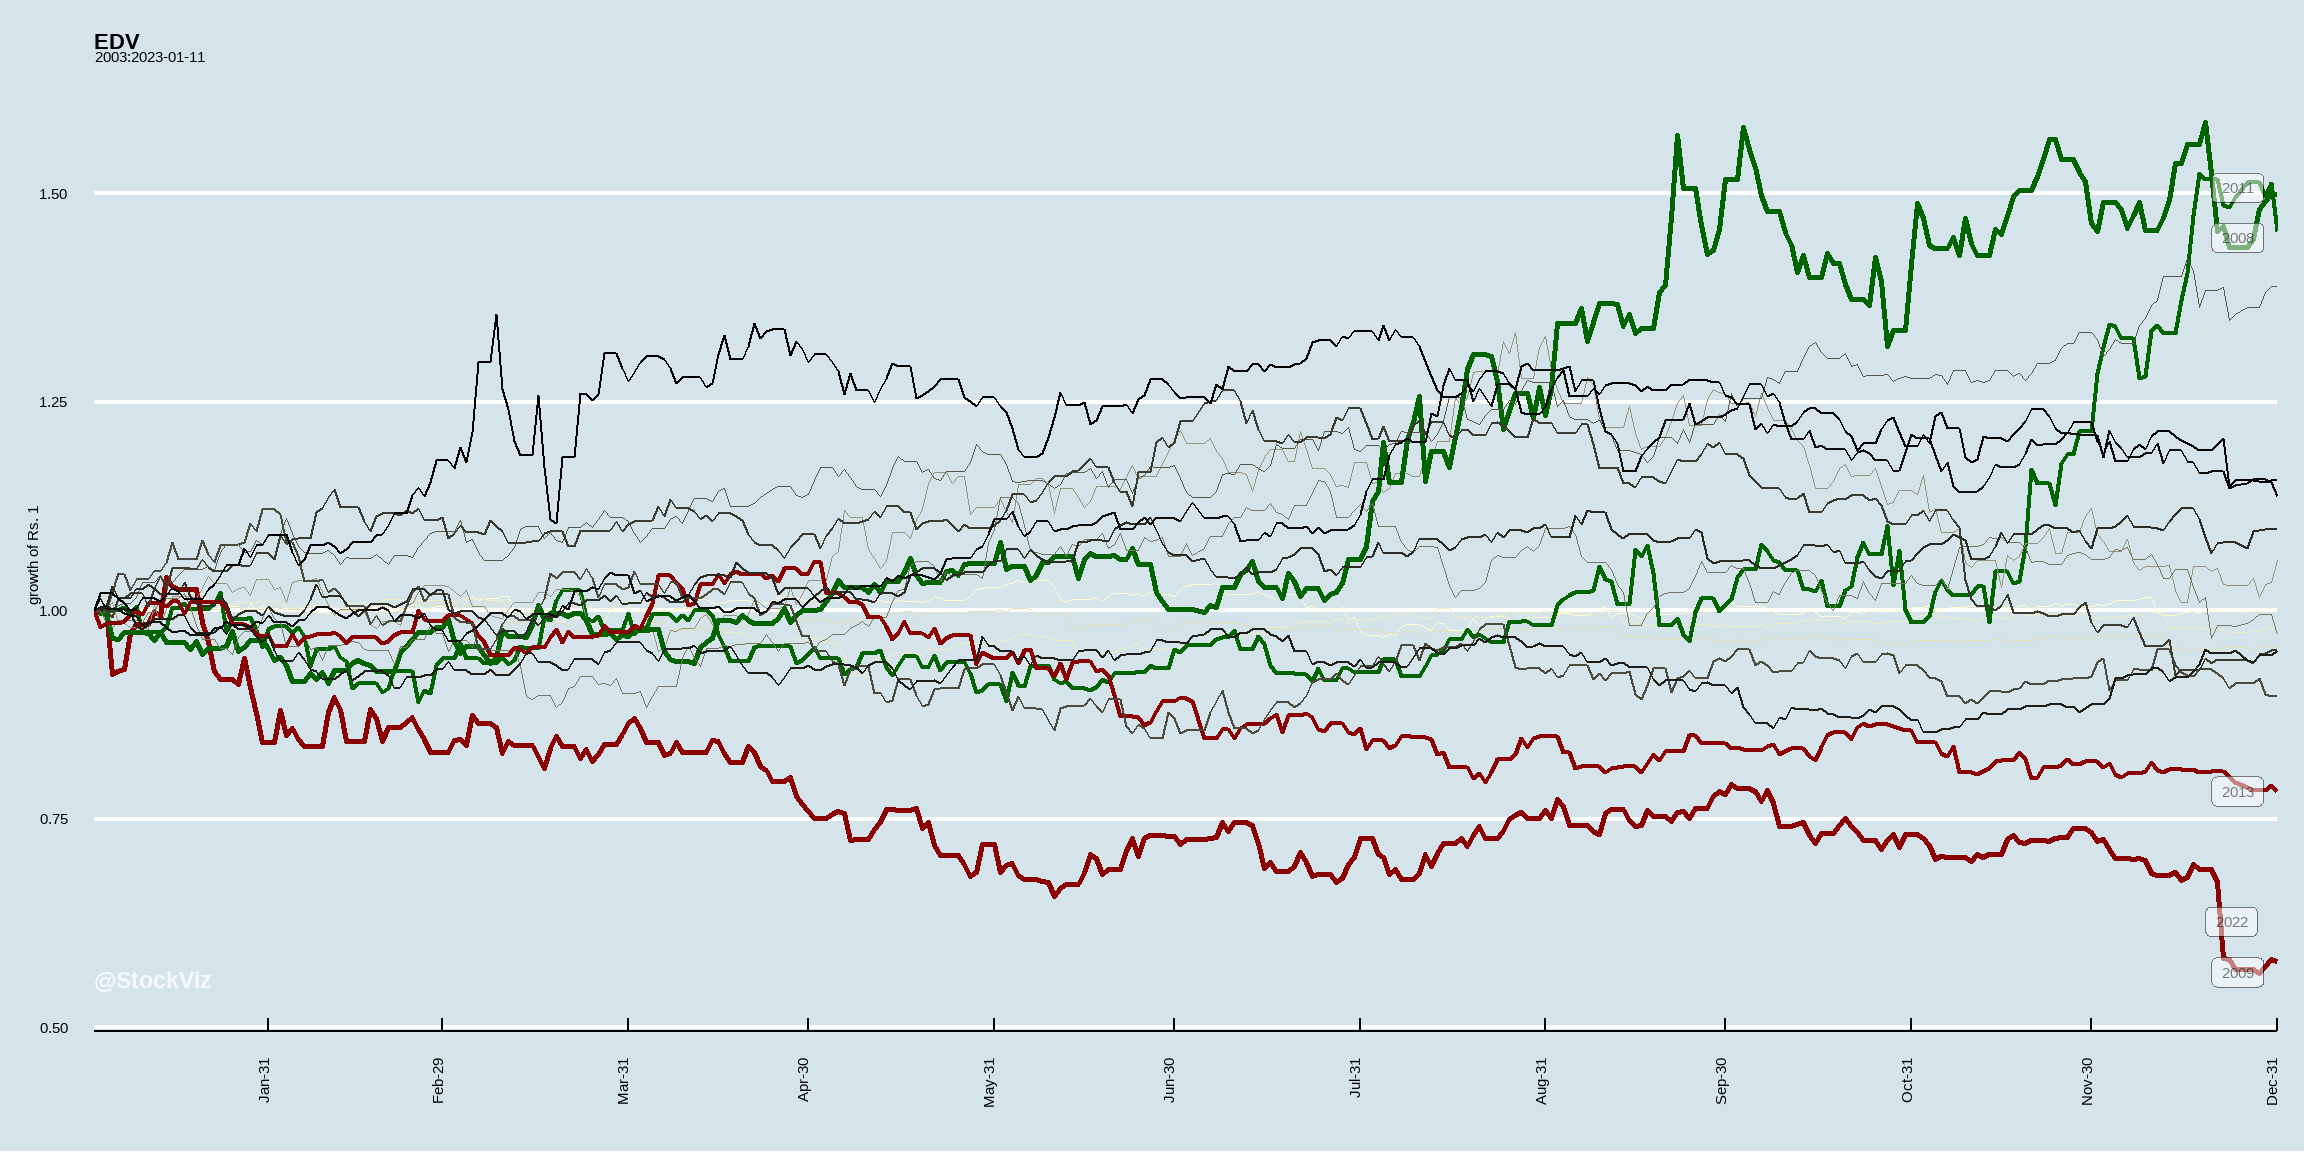 EDV
2003:2023-01-11
growth of Rs. 1
1.50
1.25
1.00
0.75
0.50
2011
2008
2013
2022
2009
@StockViz
Jan-31
Feb-29
Mar-31
Apr-30
May-31
Jun-30
Jul-31
Aug-31
Sep-30
Oct-31
Nov-30
Dec-31